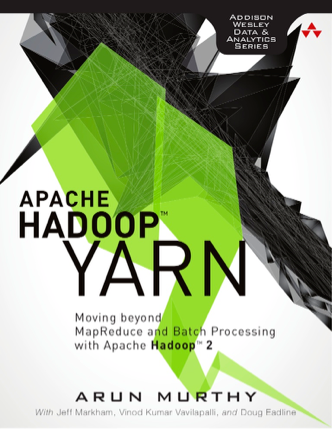 ADDISON
WESLEY
DATA &
ANALYTICS
SERIES
APACHE
HADOOP™
YARN
Moving beyond
MapReduce and Batch Processing
with Apache Hadoop™ 2
ARUN MURTHY
With Jeff Markham, Vinod Kumar Vavilapalli, and Doug Eadline